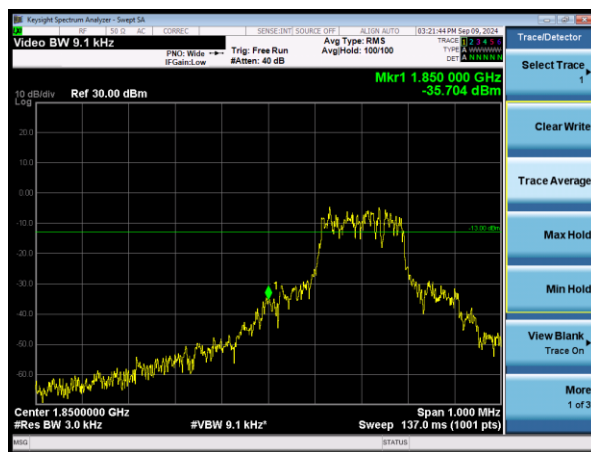 Keysight Spectrum Analyzer - Swept SA
RF 50 Ω AC CORREC SENSE:INT SOURCE OFF ALIGN AUTO 03:21:44 PM Sep 09, 2024
Video BW 9.1 kHz
PNO: Wide
IFGain:Low
Trig: Free Run
#Atten: 40 dB
Avg Type: RMS
Avg|Hold: 100/100
TRACE 1 2 3 4 5 6
TYPE A WWWWW
DET A N N N N N
Mkr1 1.850 000 GHz
-35.704 dBm
10 dB/div Ref 30.00 dBm
Log
20.0
10.0
0.00
-10.0
-13.00 dBm
-20.0
-30.0
1
-40.0
-50.0
-60.0
Center 1.8500000 GHz Span 1.000 MHz
#Res BW 3.0 kHz #VBW 9.1 kHz* Sweep 137.0 ms (1001 pts)
MSG STATUS
Trace/Detector
Select Trace
1
Clear Write
Trace Average
Max Hold
Min Hold
View Blank
Trace On
More
1 of 3